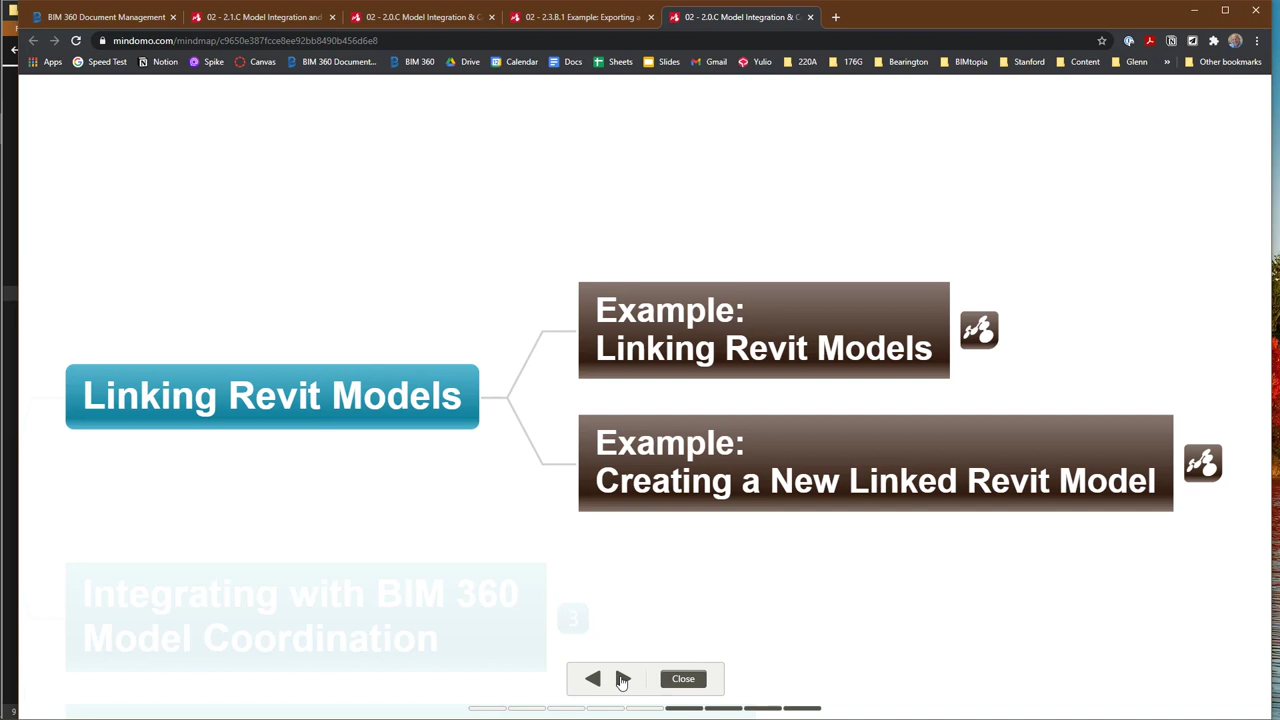 BIM 360 Document Management
02 - 2.1.C Model Integration and
02 - 2.0.C Model Integration & C
02 - 2.3.B.1 Example: Exporting a
02 - 2.0.C Model Integration & C
mindomo.com/mindmap/c9650e387fcce8ee92bb8490b456d6e8
Apps Speed Test Notion Spike Canvas BIM 360 Document... BIM 360 Drive Calendar Docs Sheets Slides Gmail Yulio 220A 176G Bearington BIMtopia Stanford Content Glenn » Other bookmarks
Example:
Linking Revit Models
Linking Revit Models
Example:
Creating a New Linked Revit Model
Integrating with BIM 360
Model Coordination
3
Close
9